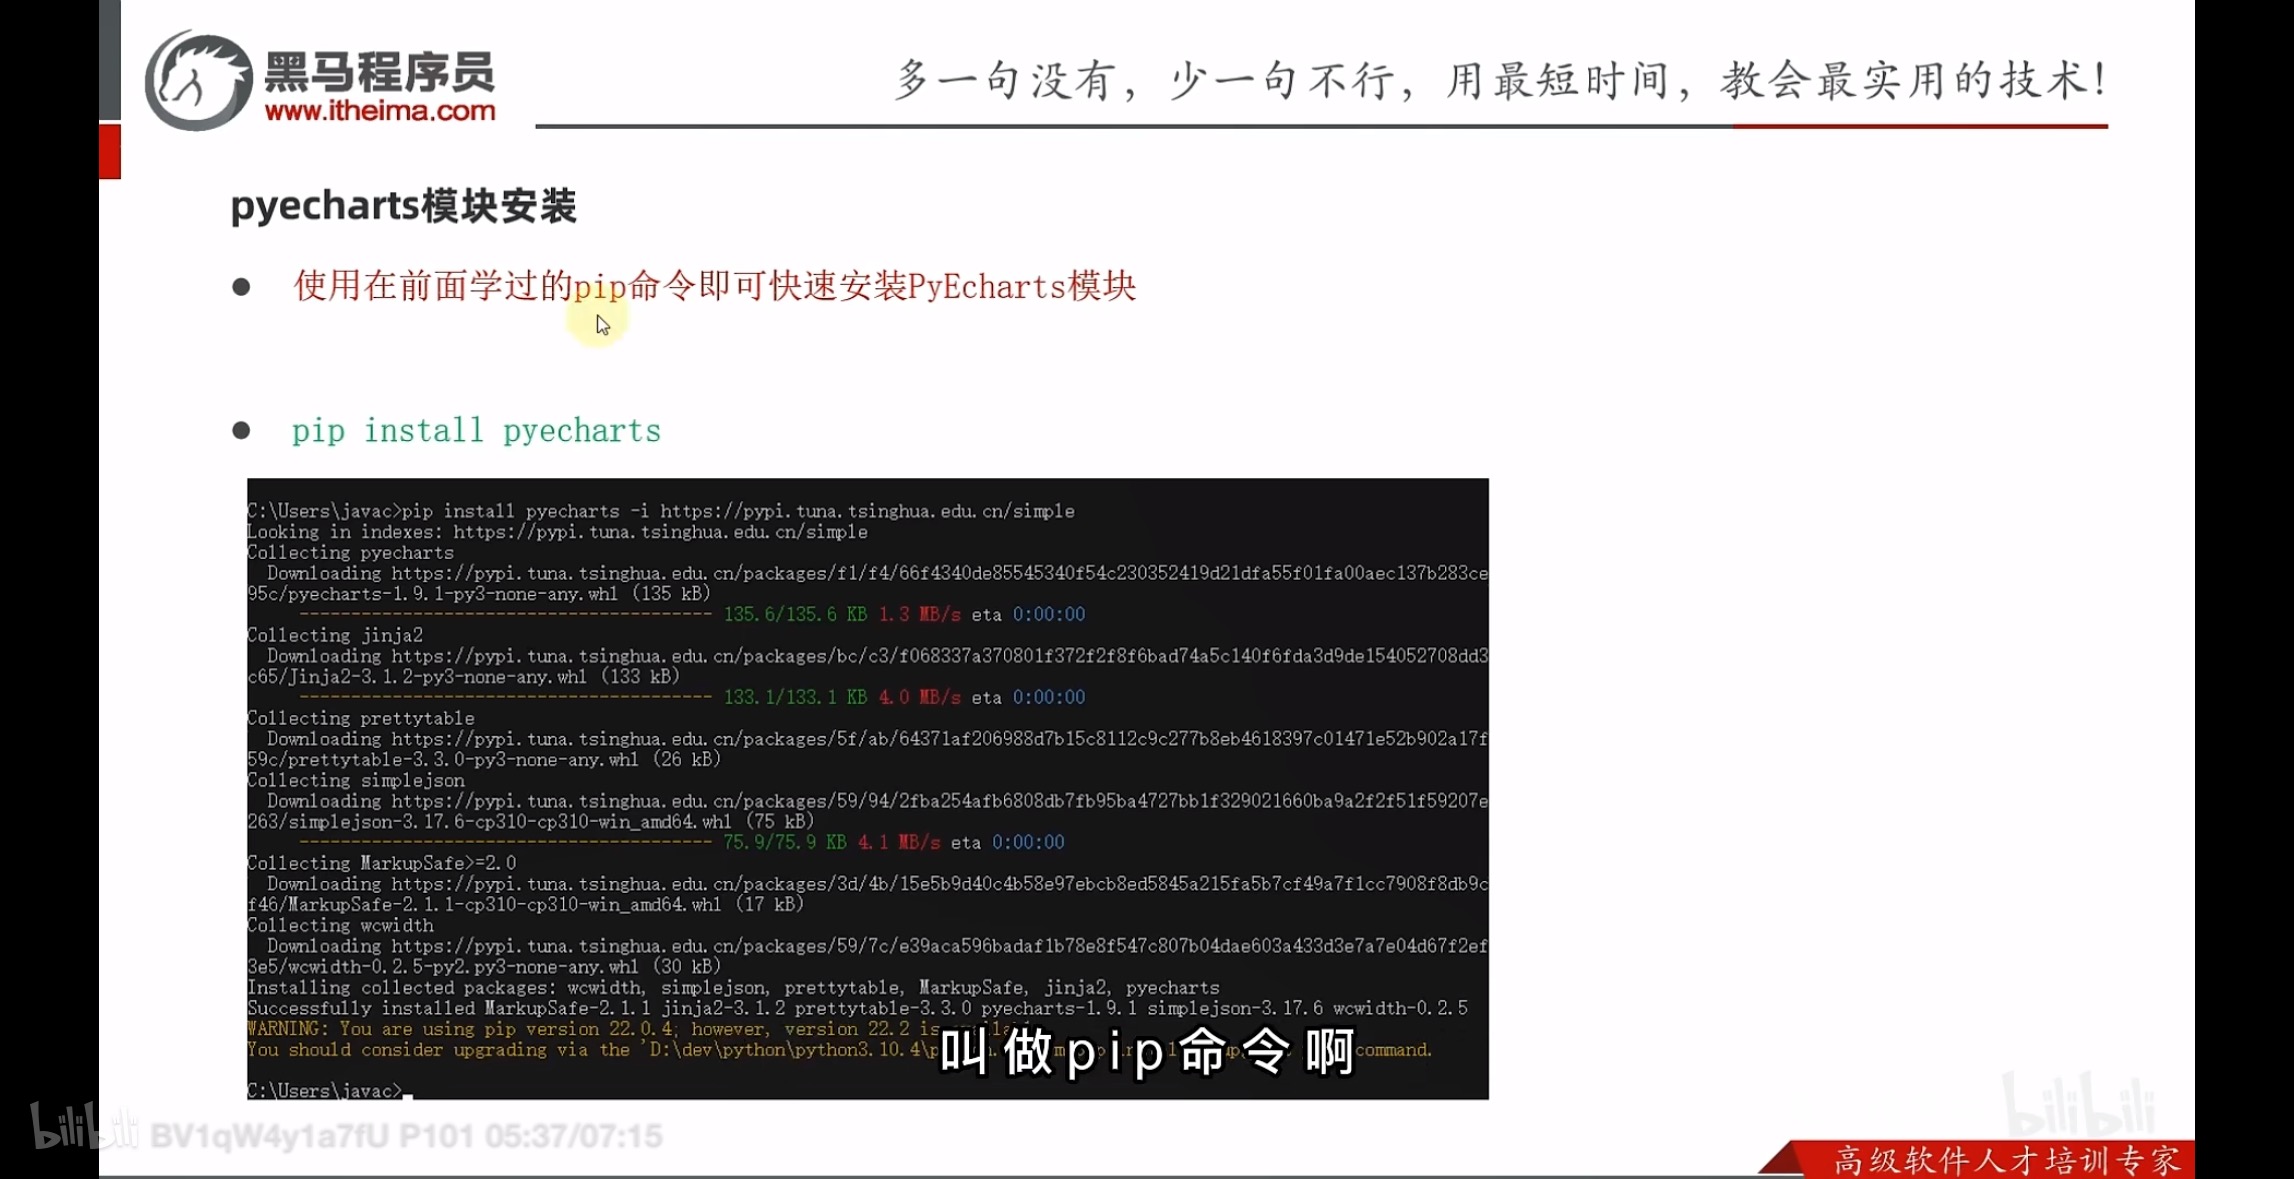 黑马程序员
www.itheima.com
多一句没有，少一句不行，用最短时间，教会最实用的技术！
pyecharts模块安装
使用在前面学过的pip命令即可快速安装PyEcharts模块
pip install pyecharts
C:\Users\javac>pip install pyecharts -i https://pypi.tuna.tsinghua.edu.cn/simple
Looking in indexes: https://pypi.tuna.tsinghua.edu.cn/simple
Collecting pyecharts
Downloading https://pypi.tuna.tsinghua.edu.cn/packages/f1/f4/66f4340de85545340f54c230352419d21dfa55f01fa00aec137b283ce
95c/pyecharts-1.9.1-py3-none-any.whl (135 kB)
135.6/135.6 KB 1.3 MB/s eta 0:00:00
Collecting jinja2
Downloading https://pypi.tuna.tsinghua.edu.cn/packages/bc/c3/f068337a370801f372f2f8f6bad74a5c140f6fda3d9de154052708dd3
c65/Jinja2-3.1.2-py3-none-any.whl (133 kB)
133.1/133.1 KB 4.0 MB/s eta 0:00:00
Collecting prettytable
Downloading https://pypi.tuna.tsinghua.edu.cn/packages/5f/ab/64371af206988d7b15c8112c9c277b8eb4618397c01471e52b902a17f
59c/prettytable-3.3.0-py3-none-any.whl (26 kB)
Collecting simplejson
Downloading https://pypi.tuna.tsinghua.edu.cn/packages/59/94/2fba254afb6808db7fb95ba4727bb1f329021660ba9a2f2f51f59207e
263/simplejson-3.17.6-cp310-cp310-win_amd64.whl (75 kB)
75.9/75.9 KB 4.1 MB/s eta 0:00:00
Collecting MarkupSafe>=2.0
Downloading https://pypi.tuna.tsinghua.edu.cn/packages/3d/4b/15e5b9d40c4b58e97ebcb8ed5845a215fa5b7cf49a7f1cc7908f8db9c
f46/MarkupSafe-2.1.1-cp310-cp310-win_amd64.whl (17 kB)
Collecting wcwidth
Downloading https://pypi.tuna.tsinghua.edu.cn/packages/59/7c/e39aca596badaf1b78e8f547c807b04dae603a433d3e7a7e04d67f2ef
3e5/wcwidth-0.2.5-py2.py3-none-any.whl (30 kB)
Installing collected packages: wcwidth, simplejson, prettytable, MarkupSafe, jinja2, pyecharts
Successfully installed MarkupSafe-2.1.1 jinja2-3.1.2 prettytable-3.3.0 pyecharts-1.9.1 simplejson-3.17.6 wcwidth-0.2.5
WARNING: You are using pip version 22.0.4; however, version 22.2 is
You should consider upgrading via the 'D:\dev\python\python3.10.4\ command.
叫做pip命令啊
C:\Users\javac>
bilibili BV1qW4y1a7fU P101 05:37/07:15
bilibili
高级软件人才培训专家